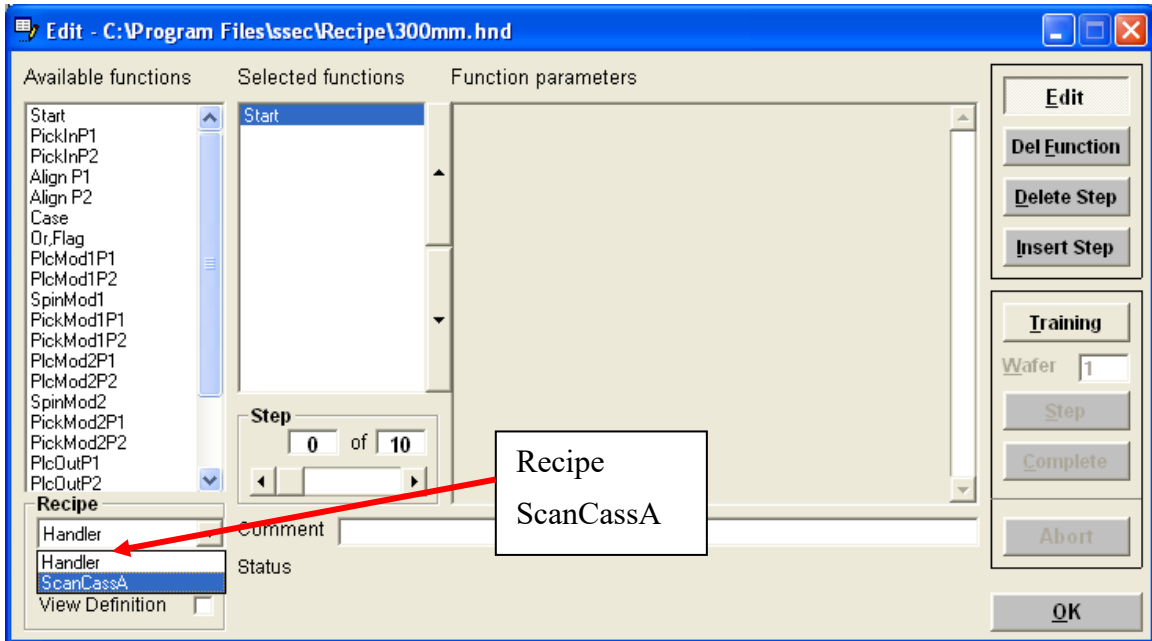 Edit - C:\Program Files\ssec\Recipe\300mm.hnd
Available functions
Start
PickInP1
PickInP2
Align P1
Align P2
Case
Or,Flag
PlcMod1P1
PlcMod1P2
SpinMod1
PickMod1P1
PickMod1P2
PlcMod2P1
PlcMod2P2
SpinMod2
PickMod2P1
PickMod2P2
PlcOutP1
PlcOutP2
Selected functions
Start
Function parameters
Step
0 of 10
Recipe
Handler
Handler
ScanCassA
View Definition
Comment
Status
Recipe
ScanCassA
Edit
Del Function
Delete Step
Insert Step
Training
Wafer 1
Step
Complete
Abort
OK